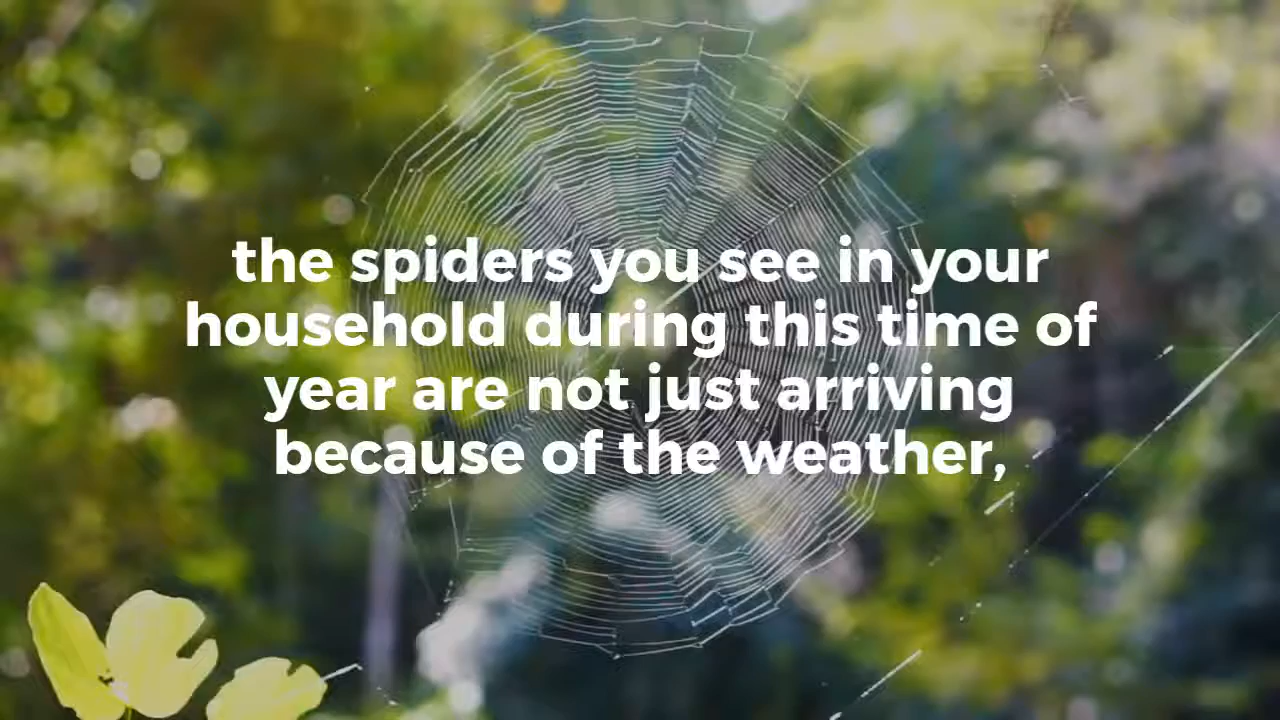 the spiders you see in your
household during this time of
year are not just arriving
because of the weather,